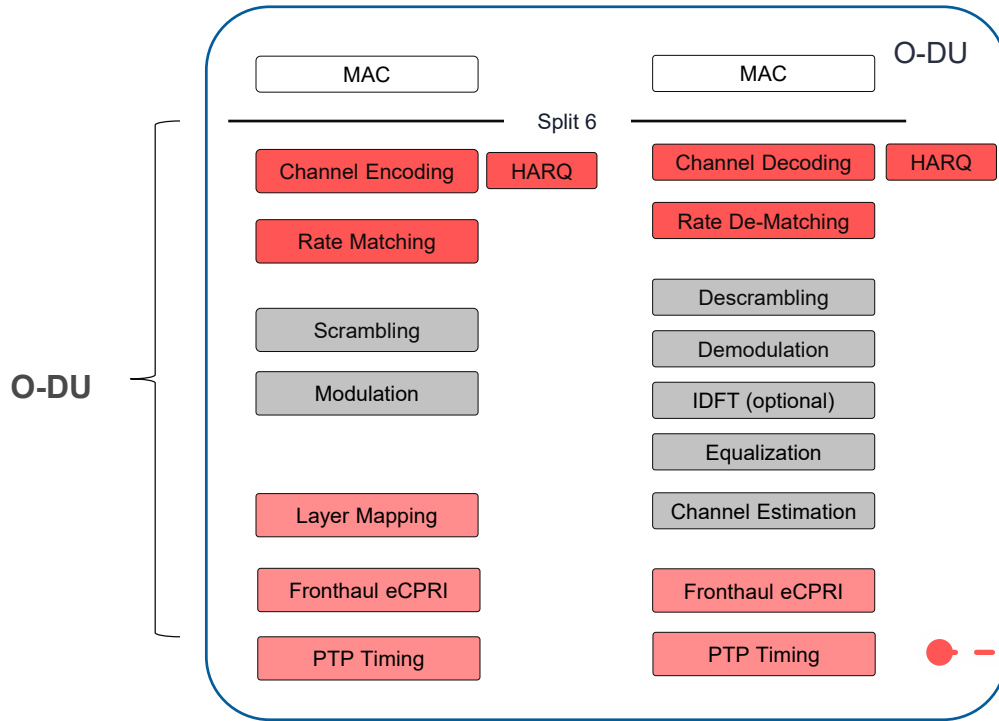 O-DU
MAC
MAC
Split 6
Channel Encoding
HARQ
Channel Decoding
HARQ
Rate Matching
Rate De-Matching
Scrambling
Descrambling
Modulation
Demodulation
O-DU
IDFT (optional)
Equalization
Layer Mapping
Channel Estimation
Fronthaul eCPRI
Fronthaul eCPRI
PTP Timing
PTP Timing